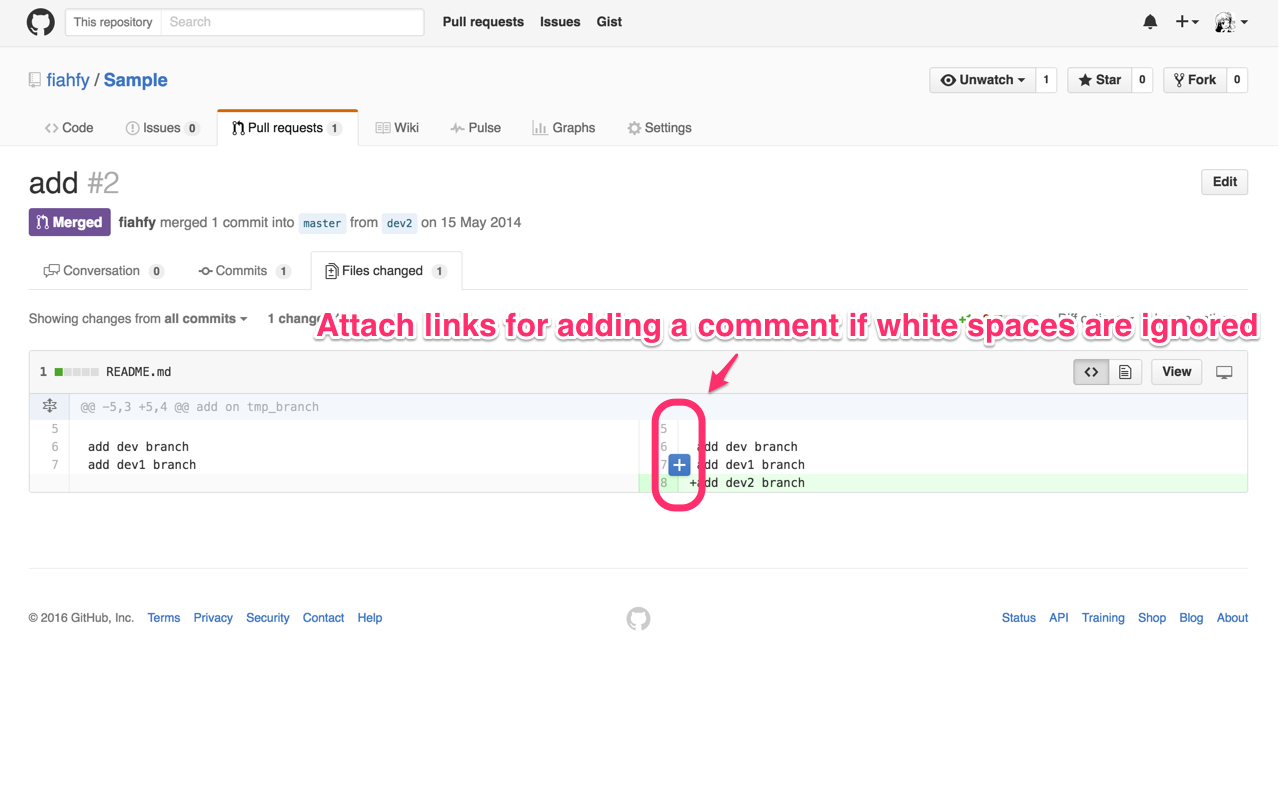 This repository Search Pull requests Issues Gist
fiahfy / Sample Unwatch 1 Star 0 Fork 0
Code Issues 0 Pull requests 1 Wiki Pulse Graphs Settings
add #2 Edit
Merged fiahfy merged 1 commit into master from dev2 on 15 May 2014
Conversation 0 Commits 1 Files changed 1
Showing changes from all commits 1
Attach links for adding a comment if white spaces are ignored
1 README.md View
@@ -5,3 +5,4 @@ add on tmp_branch
5 5
6 add dev branch 6 add dev branch
7 add dev1 branch 7 + add dev1 branch
8 +add dev2 branch
© 2016 GitHub, Inc. Terms Privacy Security Contact Help Status API Training Shop Blog About